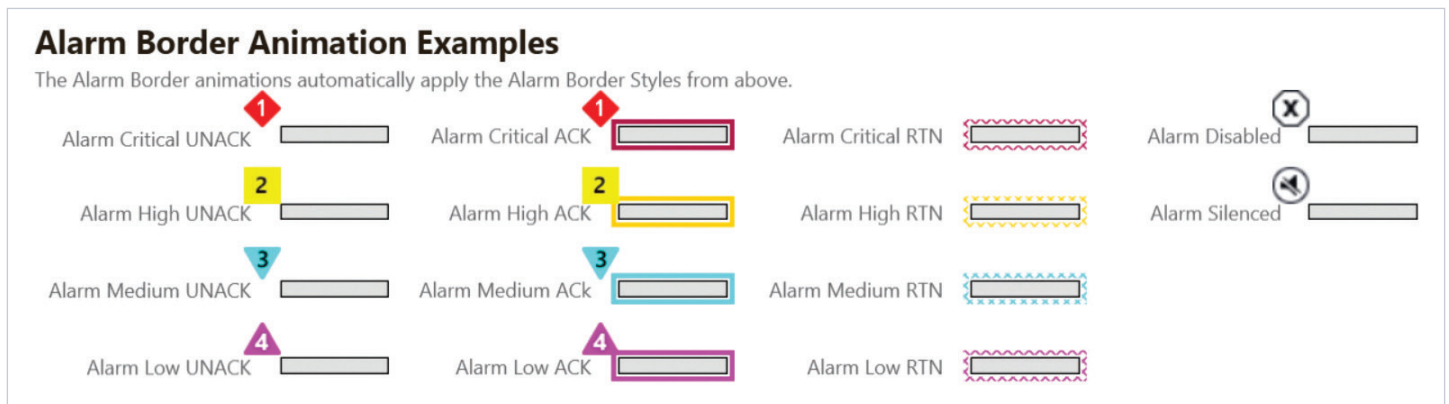 Alarm Border Animation Examples
The Alarm Border animations automatically apply the Alarm Border Styles from above.
1 1 X
Alarm Critical UNACK Alarm Critical ACK Alarm Critical RTN Alarm Disabled
2 2
Alarm High UNACK Alarm High ACK Alarm High RTN Alarm Silenced
3 3
Alarm Medium UNACK Alarm Medium ACk Alarm Medium RTN
4 4
Alarm Low UNACK Alarm Low ACK Alarm Low RTN